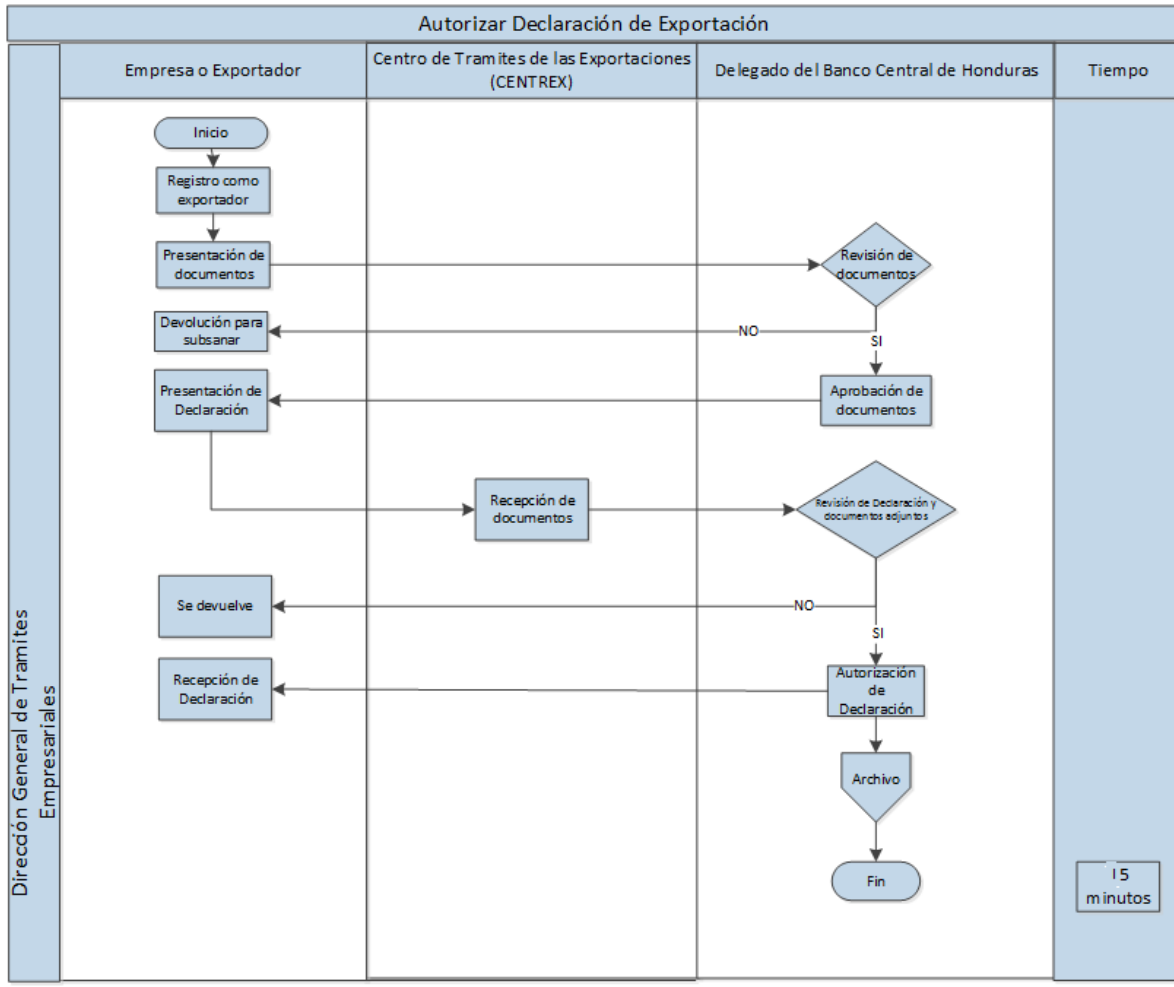 Autorizar Declaración de Exportación
Empresa o Exportador
Centro de Tramites de las Exportaciones
(CENTREX)
Delegado del Banco Central de Honduras
Tiempo
Dirección General de Tramites
Empresariales
Inicio
Registro como
exportador
Presentación de
documentos
Revisión de
documentos
Devolución para
subsanar
NO
SI
Presentación de
Declaración
Aprobación de
documentos
Recepción de
documentos
Revisión de Declaración y
documentos adjuntos
Se devuelve
NO
SI
Recepción de
Declaración
Autorización
de
Declaración
Archivo
Fin
15
minutos